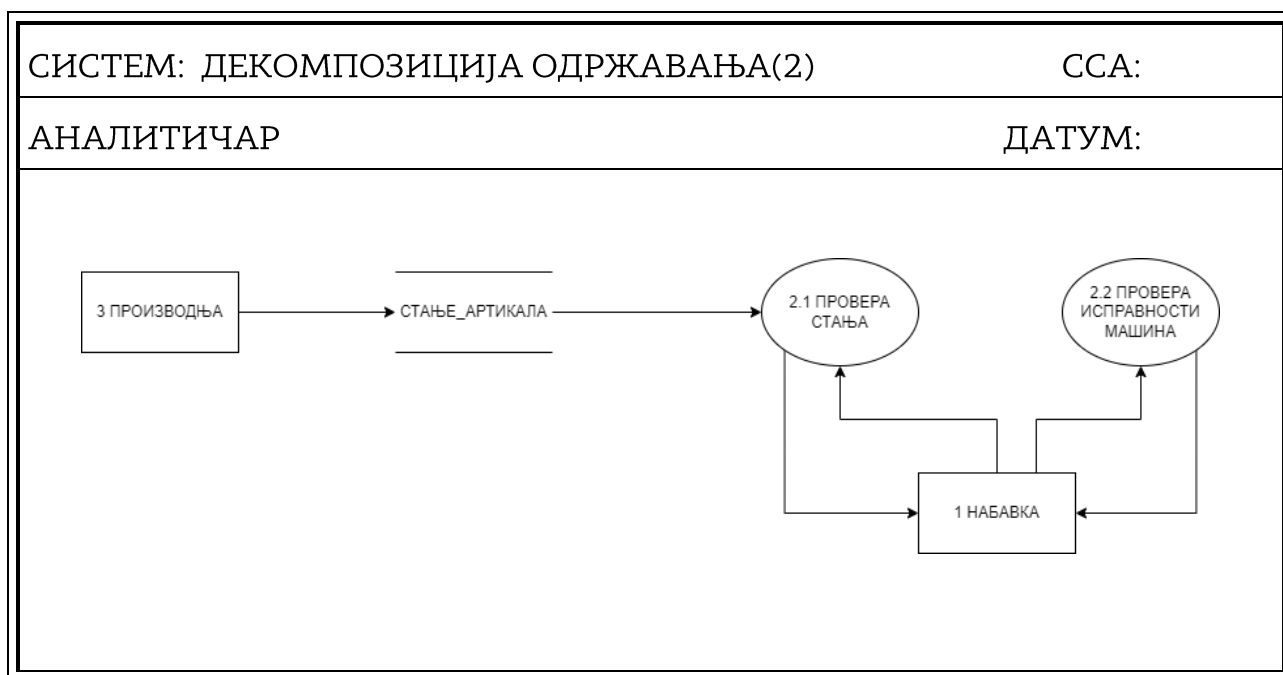 СИСТЕМ: ДЕКОМПОЗИЦИЈА ОДРЖАВАЊА(2) ССА:
АНАЛИТИЧАР ДАТУМ:
3 ПРОИЗВОДЊА
СТАЊЕ_АРТИКАЛА
2.1 ПРОВЕРА
СТАЊА
2.2 ПРОВЕРА
ИСПРАВНОСТИ
МАШИНА
1 НАБАВКА